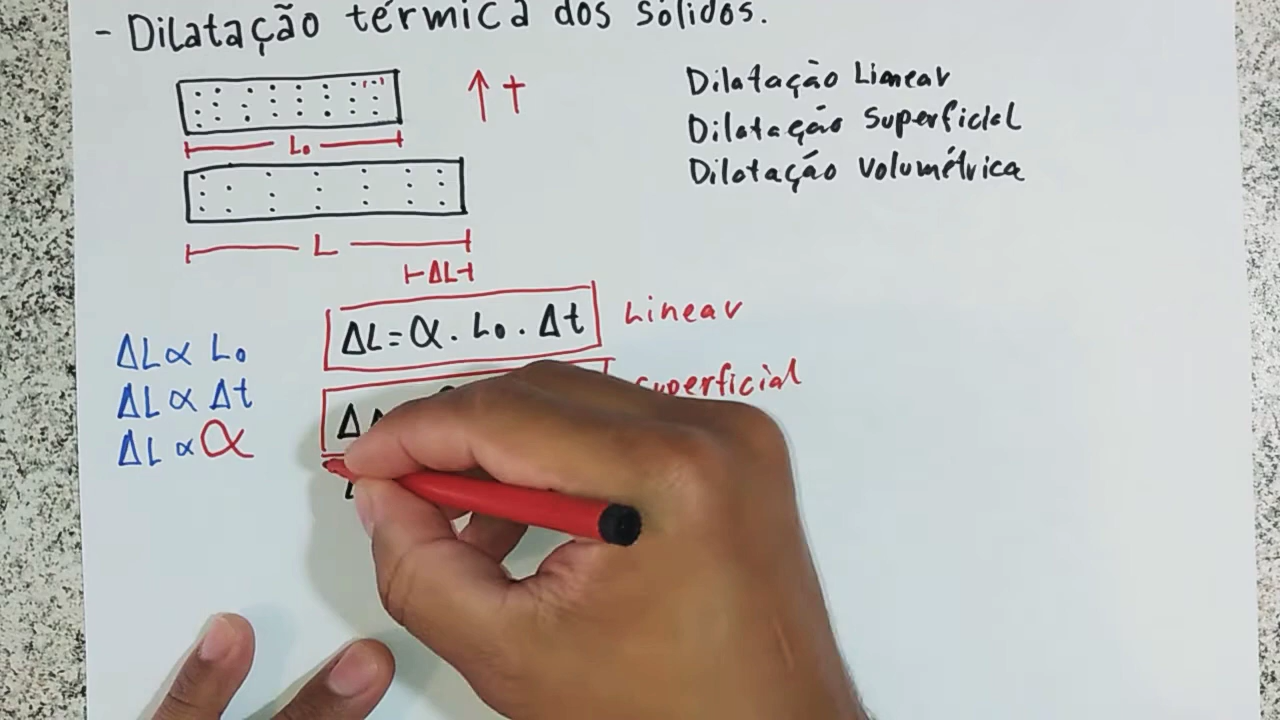 - Dilatação térmica dos sólidos.
↑ t
L₀
L
ΔL
Dilatação Linear
Dilatação Superficial
Dilatação Volumétrica
ΔL ∝ L₀
ΔL ∝ Δt
ΔL ∝ α
ΔL = α . L₀ . Δt Linear
Δ superficial